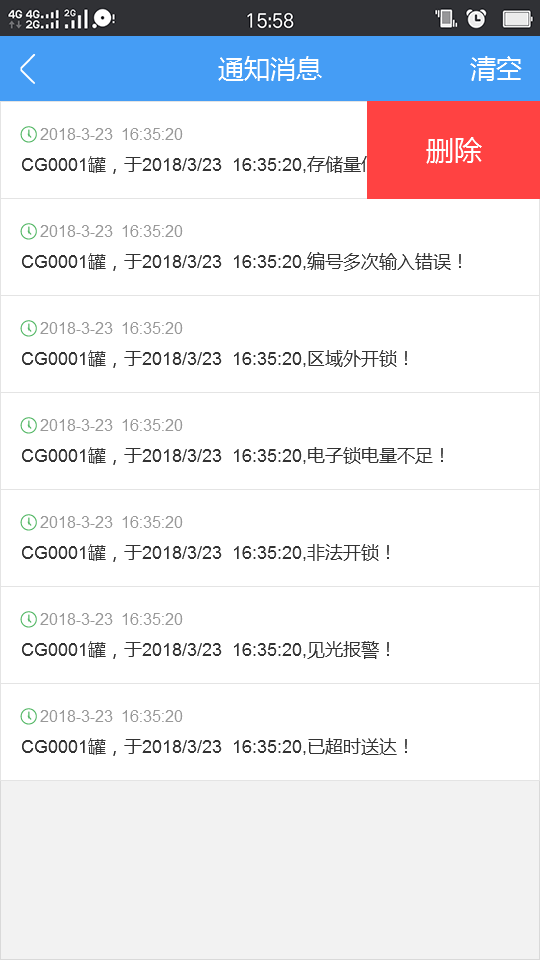 4G 4G 2G 2G
15:58
通知消息 清空
2018-3-23 16:35:20
CG0001罐，于2018/3/23 16:35:20,存储量
删除
2018-3-23 16:35:20
CG0001罐，于2018/3/23 16:35:20,编号多次输入错误！
2018-3-23 16:35:20
CG0001罐，于2018/3/23 16:35:20,区域外开锁！
2018-3-23 16:35:20
CG0001罐，于2018/3/23 16:35:20,电子锁电量不足！
2018-3-23 16:35:20
CG0001罐，于2018/3/23 16:35:20,非法开锁！
2018-3-23 16:35:20
CG0001罐，于2018/3/23 16:35:20,见光报警！
2018-3-23 16:35:20
CG0001罐，于2018/3/23 16:35:20,已超时送达！